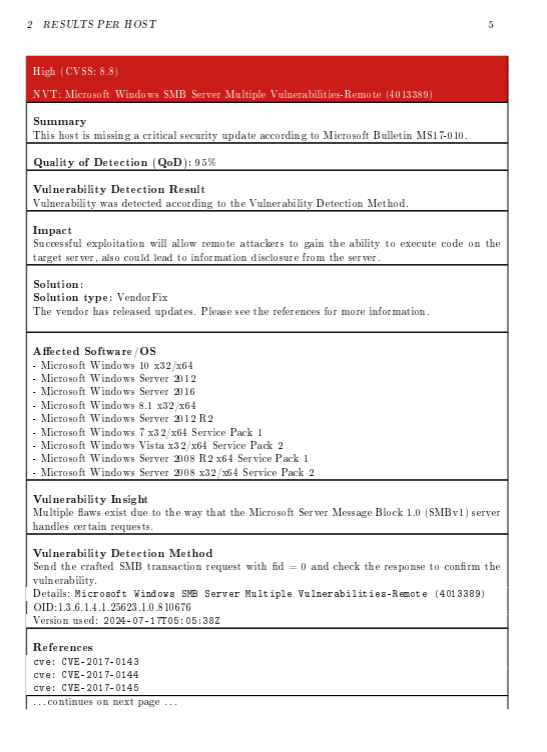 2 RESULTS PER HOST 5
High (CVSS: 8.8)
NVT: Microsoft Windows SMB Server Multiple Vulnerabilities-Remote (4013389)
Summary
This host is missing a critical security update according to Microsoft Bulletin MS17-010.
Quality of Detection (QoD): 95%
Vulnerability Detection Result
Vulnerability was detected according to the Vulnerability Detection Method.
Impact
Successful exploitation will allow remote attackers to gain the ability to execute code on the
target server, also could lead to information disclosure from the server.
Solution:
Solution type: VendorFix
The vendor has released updates. Please see the references for more information.
Affected Software/OS
- Microsoft Windows 10 x32/x64
- Microsoft Windows Server 2012
- Microsoft Windows Server 2016
- Microsoft Windows 8.1 x32/x64
- Microsoft Windows Server 2012 R2
- Microsoft Windows 7 x32/x64 Service Pack 1
- Microsoft Windows Vista x32/x64 Service Pack 2
- Microsoft Windows Server 2008 R2 x64 Service Pack 1
- Microsoft Windows Server 2008 x32/x64 Service Pack 2
Vulnerability Insight
Multiple flaws exist due to the way that the Microsoft Server Message Block 1.0 (SMBv1) server
handles certain requests.
Vulnerability Detection Method
Send the crafted SMB transaction request with fid = 0 and check the response to confirm the
vulnerability.
Details: Microsoft Windows SMB Server Multiple Vulnerabilities-Remote (4013389)
OID:1.3.6.1.4.1.25623.1.0.810676
Version used: 2024-07-17T05:05:38Z
References
cve: CVE-2017-0143
cve: CVE-2017-0144
cve: CVE-2017-0145
...continues on next page ...